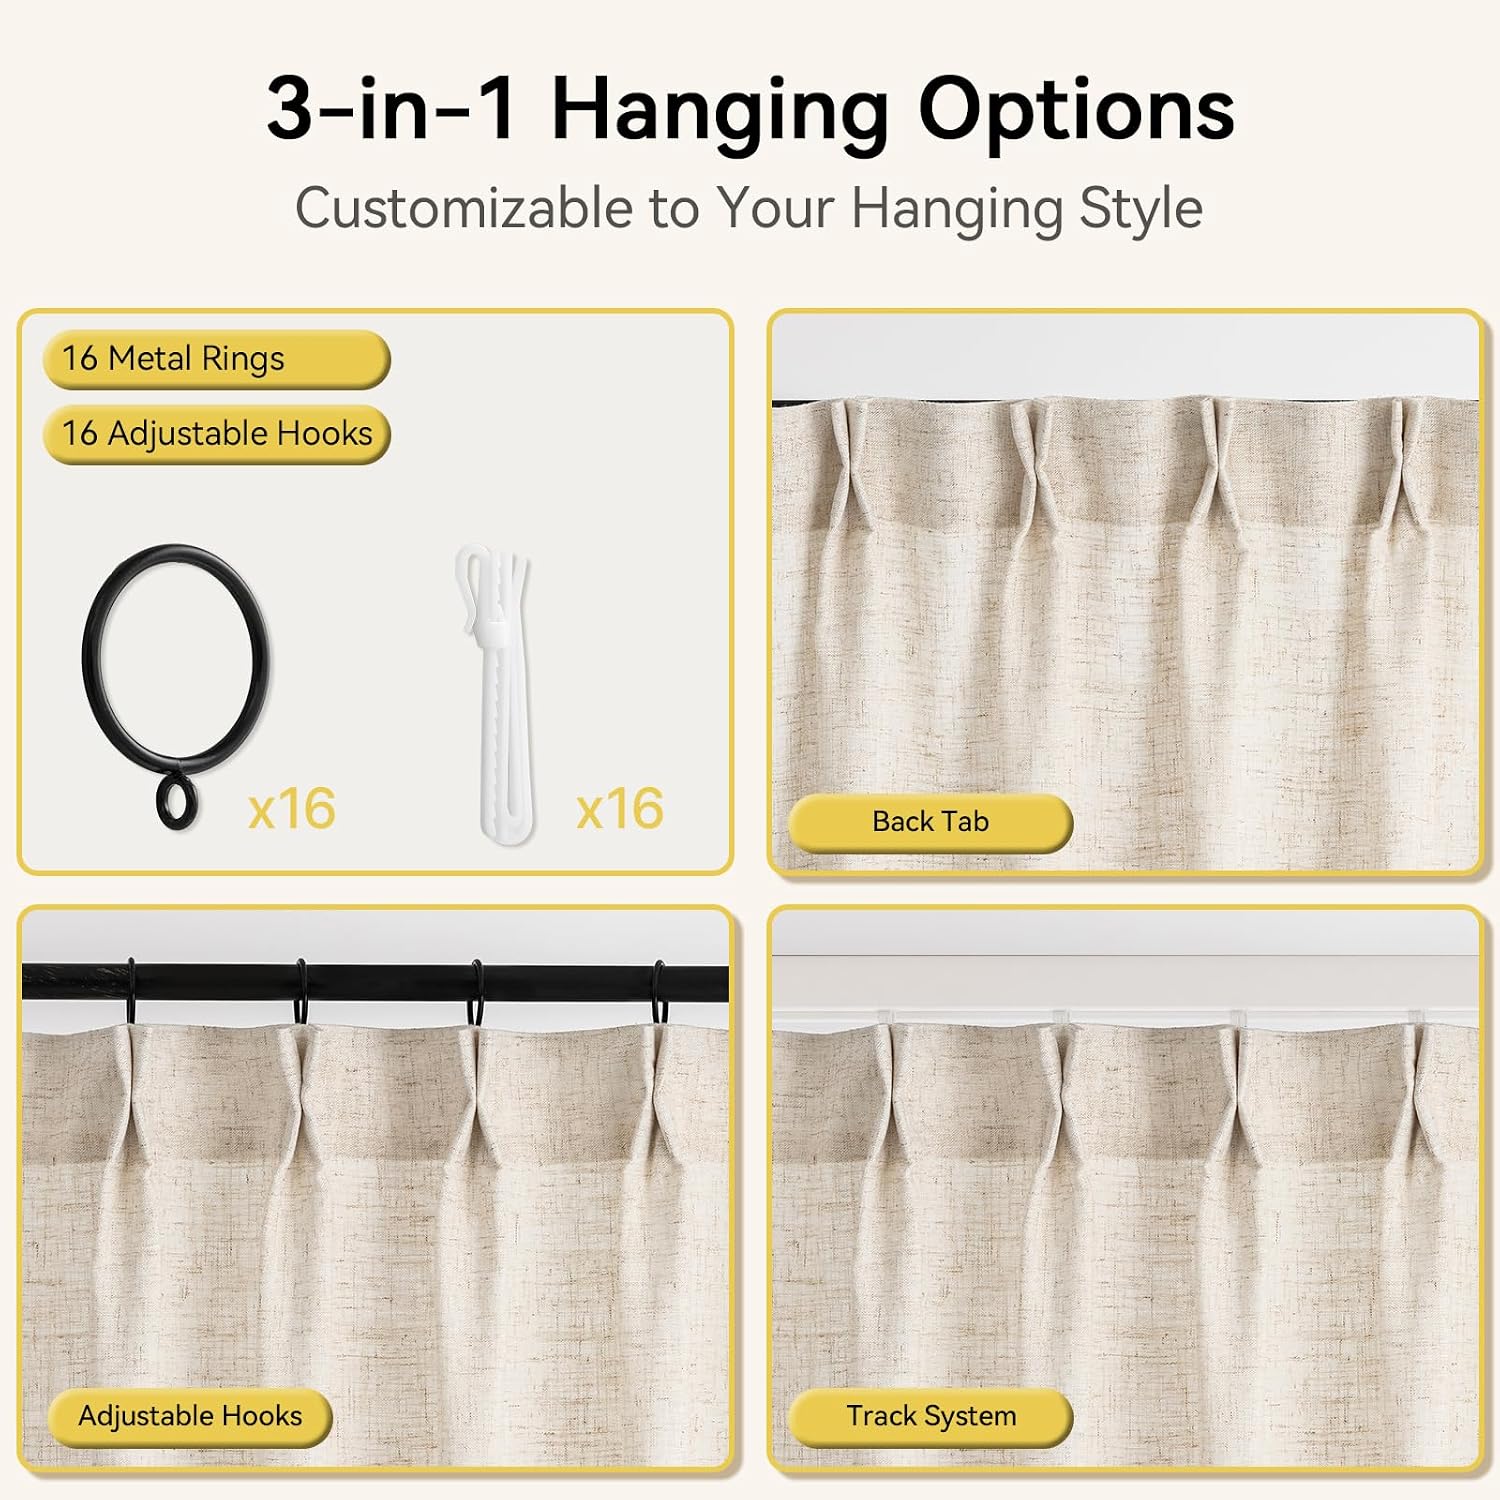 3-in-1 Hanging Options
Customizable to Your Hanging Style
16 Metal Rings
16 Adjustable Hooks
x16
x16
Back Tab
Adjustable Hooks
Track System